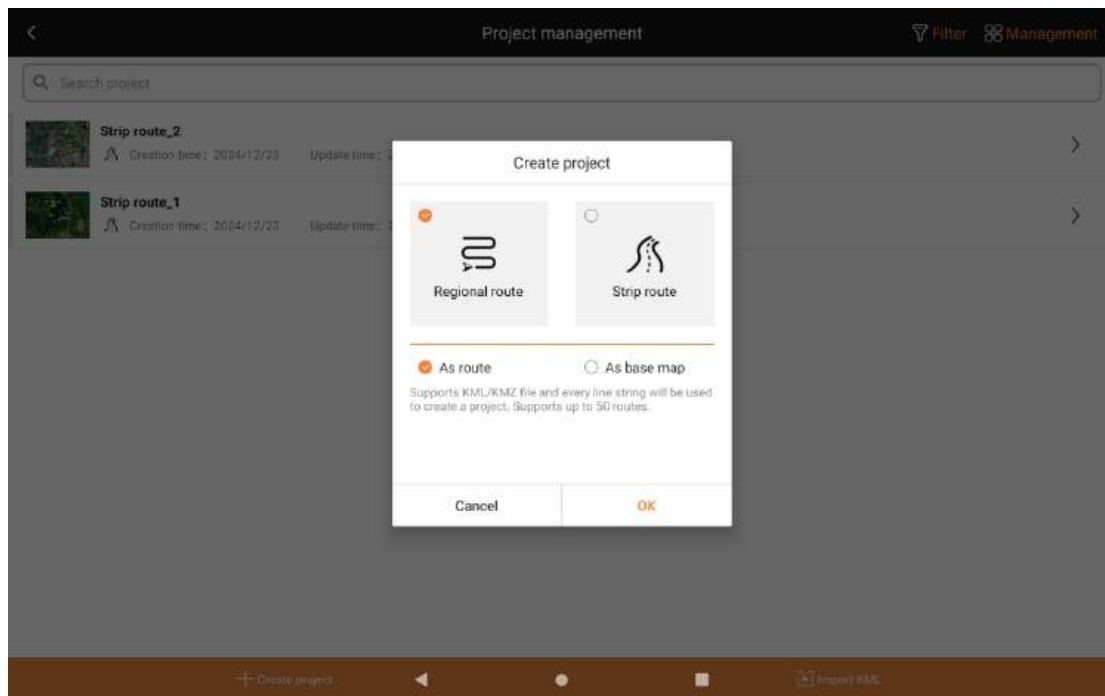 Project management
Filter
Management
Search project
Strip route_2
Creation time: 2024/12/23 Update time: 2
Strip route_1
Creation time: 2024/12/23 Update time: 2
Create project
Regional route
Strip route
As route
As base map
Supports KML/KMZ file and every line string will be used
to create a project. Supports up to 50 routes.
Cancel
OK
Create project
Import KML